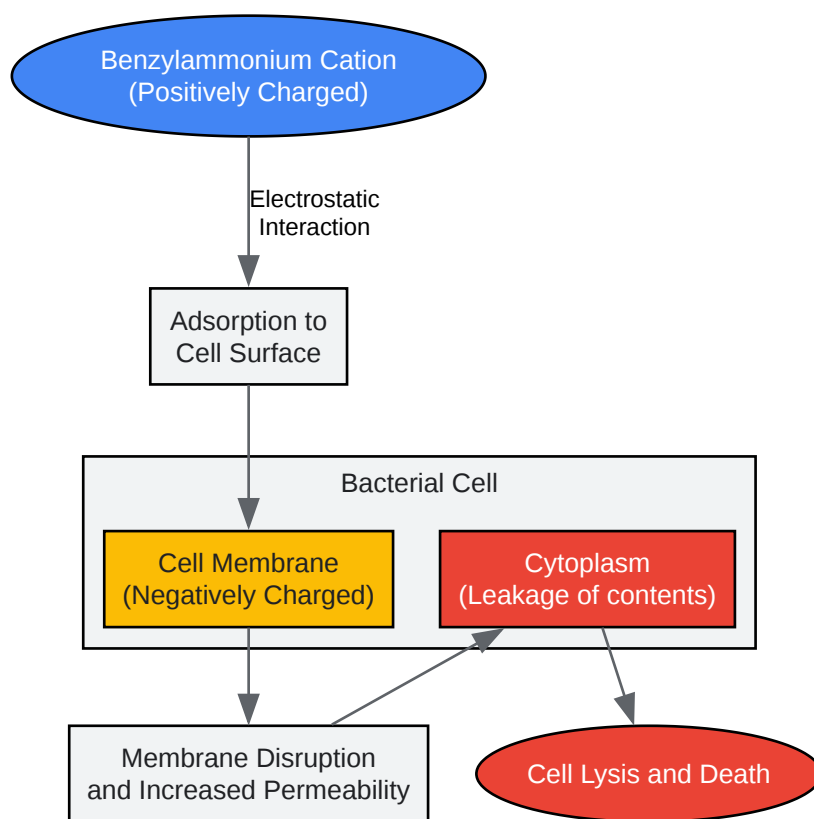 Benzylammonium Cation
(Positively Charged)
Electrostatic
Interaction
Adsorption to
Cell Surface
Bacterial Cell
Cell Membrane
(Negatively Charged)
Cytoplasm
(Leakage of contents)
Membrane Disruption
and Increased Permeability
Cell Lysis and Death